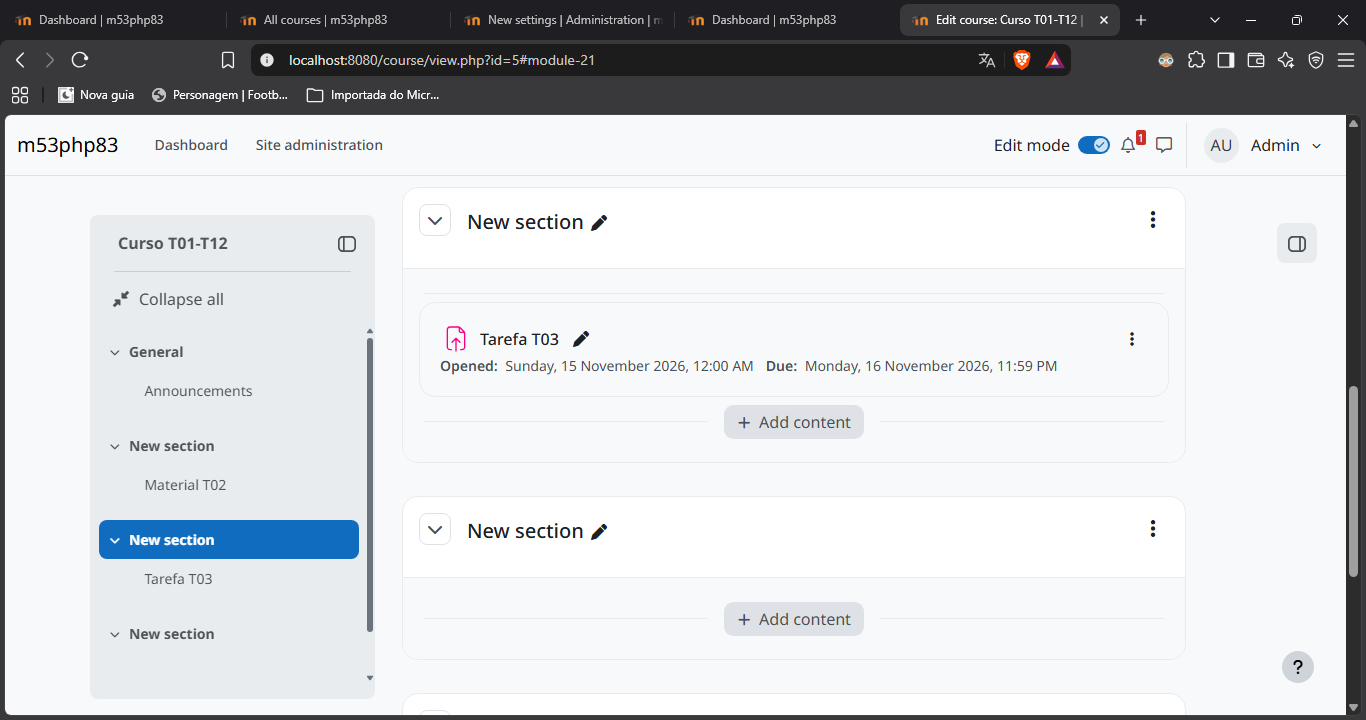 Dashboard | m53php83
All courses | m53php83
New settings | Administration | m
Dashboard | m53php83
Edit course: Curso T01-T12 |
localhost:8080/course/view.php?id=5#module-21
Nova guia
Personagem | Footb...
Importada do Micr...
m53php83
Dashboard
Site administration
Edit mode
1
AU
Admin
Curso T01-T12
Collapse all
General
Announcements
New section
Material T02
New section
Tarefa T03
New section
New section
Tarefa T03
Opened: Sunday, 15 November 2026, 12:00 AM Due: Monday, 16 November 2026, 11:59 PM
+ Add content
New section
+ Add content
?